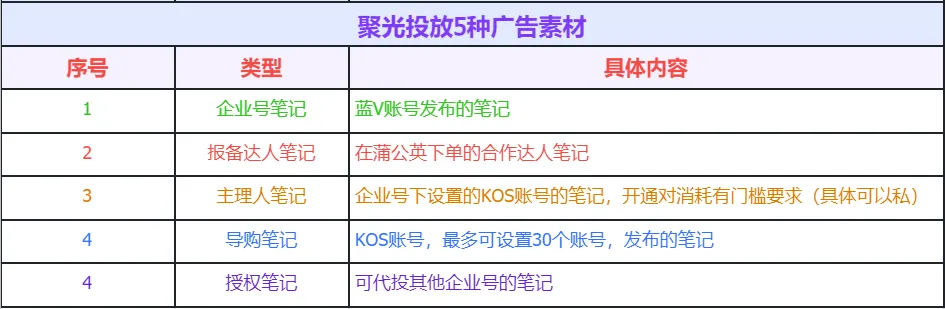 聚光投放5种广告素材
序号 类型 具体内容
1 企业号笔记 蓝V账号发布的笔记
2 报备达人笔记 在蒲公英下单的合作达人笔记
3 主理人笔记 企业号下设置的KOS账号的笔记，开通对消耗有门槛要求（具体可以私）
4 导购笔记 KOS账号，最多可设置30个账号，发布的笔记
4 授权笔记 可代投其他企业号的笔记